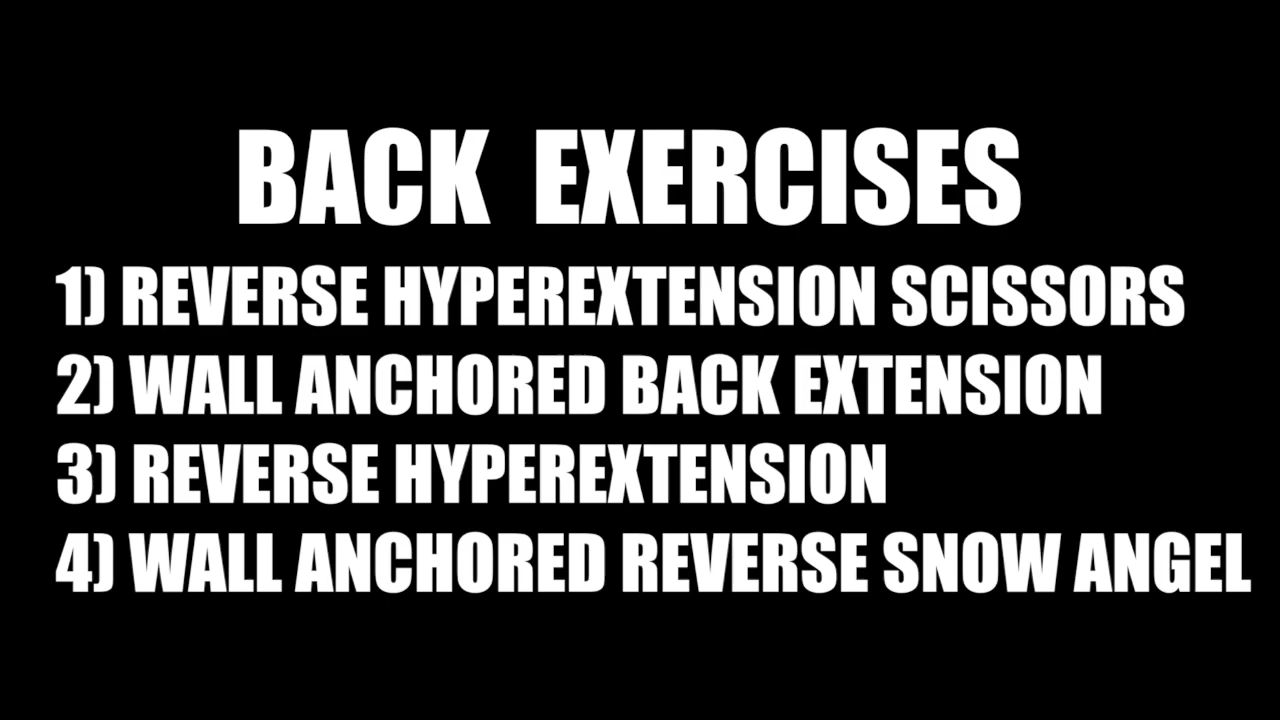 BACK EXERCISES
1) REVERSE HYPEREXTENSION SCISSORS
2) WALL ANCHORED BACK EXTENSION
3) REVERSE HYPEREXTENSION
4) WALL ANCHORED REVERSE SNOW ANGEL